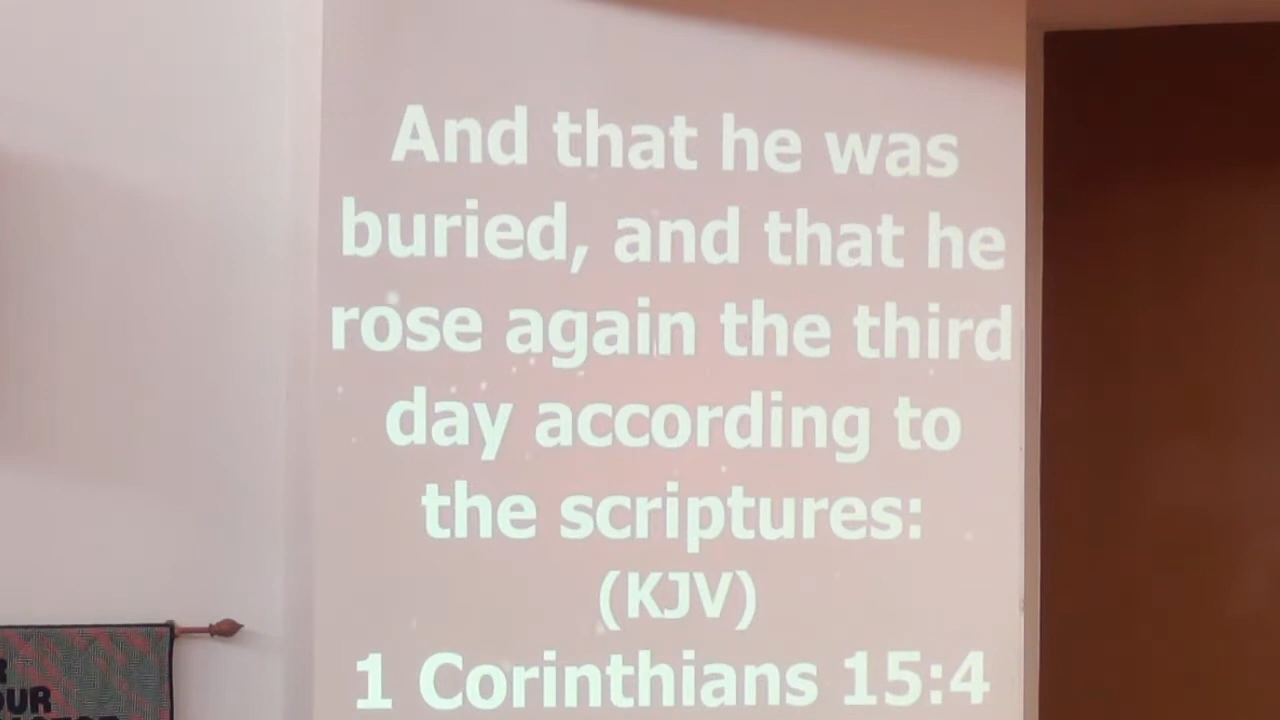 And that he was
buried, and that he
rose again the third
day according to
the scriptures:
(KJV)
1 Corinthians 15:4